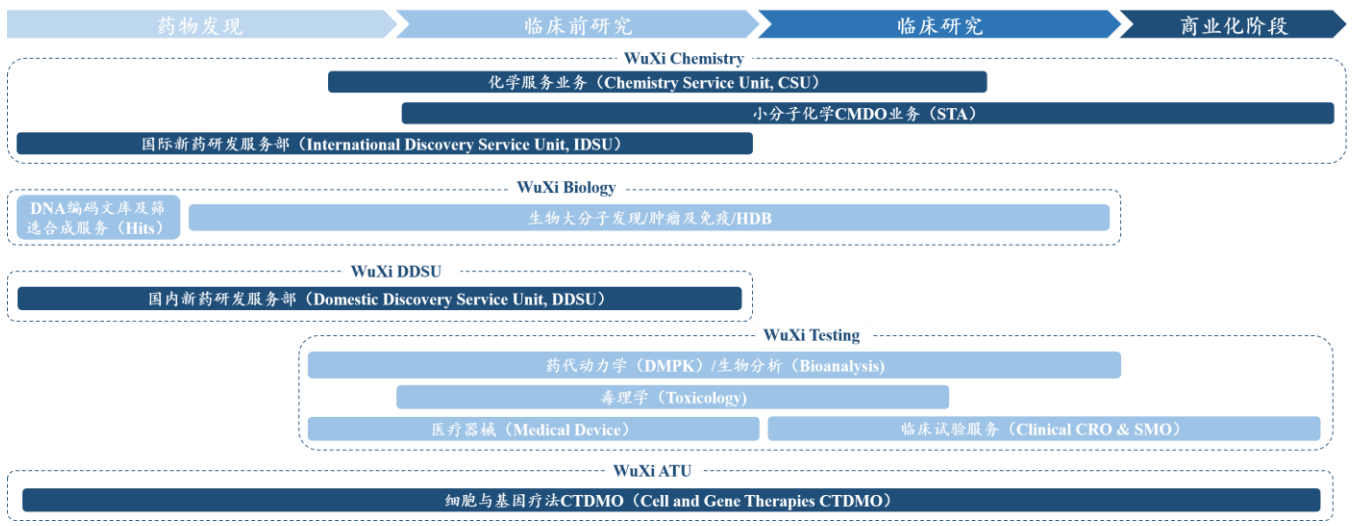 药物发现
临床前研究
临床研究
商业化阶段
WuXi Chemistry
化学服务业务（Chemistry Service Unit, CSU）
小分子化学CMDO业务（STA）
国际新药研发服务部（International Discovery Service Unit, IDSU）
WuXi Biology
DNA编码文库及筛
选合成服务（Hits）
生物大分子发现/肿瘤及免疫/HDB
WuXi DDSU
国内新药研发服务部（Domestic Discovery Service Unit, DDSU）
WuXi Testing
药代动力学（DMPK）/生物分析（Bioanalysis)
毒理学（Toxicology)
医疗器械（Medical Device）
临床试验服务（Clinical CRO & SMO）
WuXi ATU
细胞与基因疗法CTDMO（Cell and Gene Therapies CTDMO）